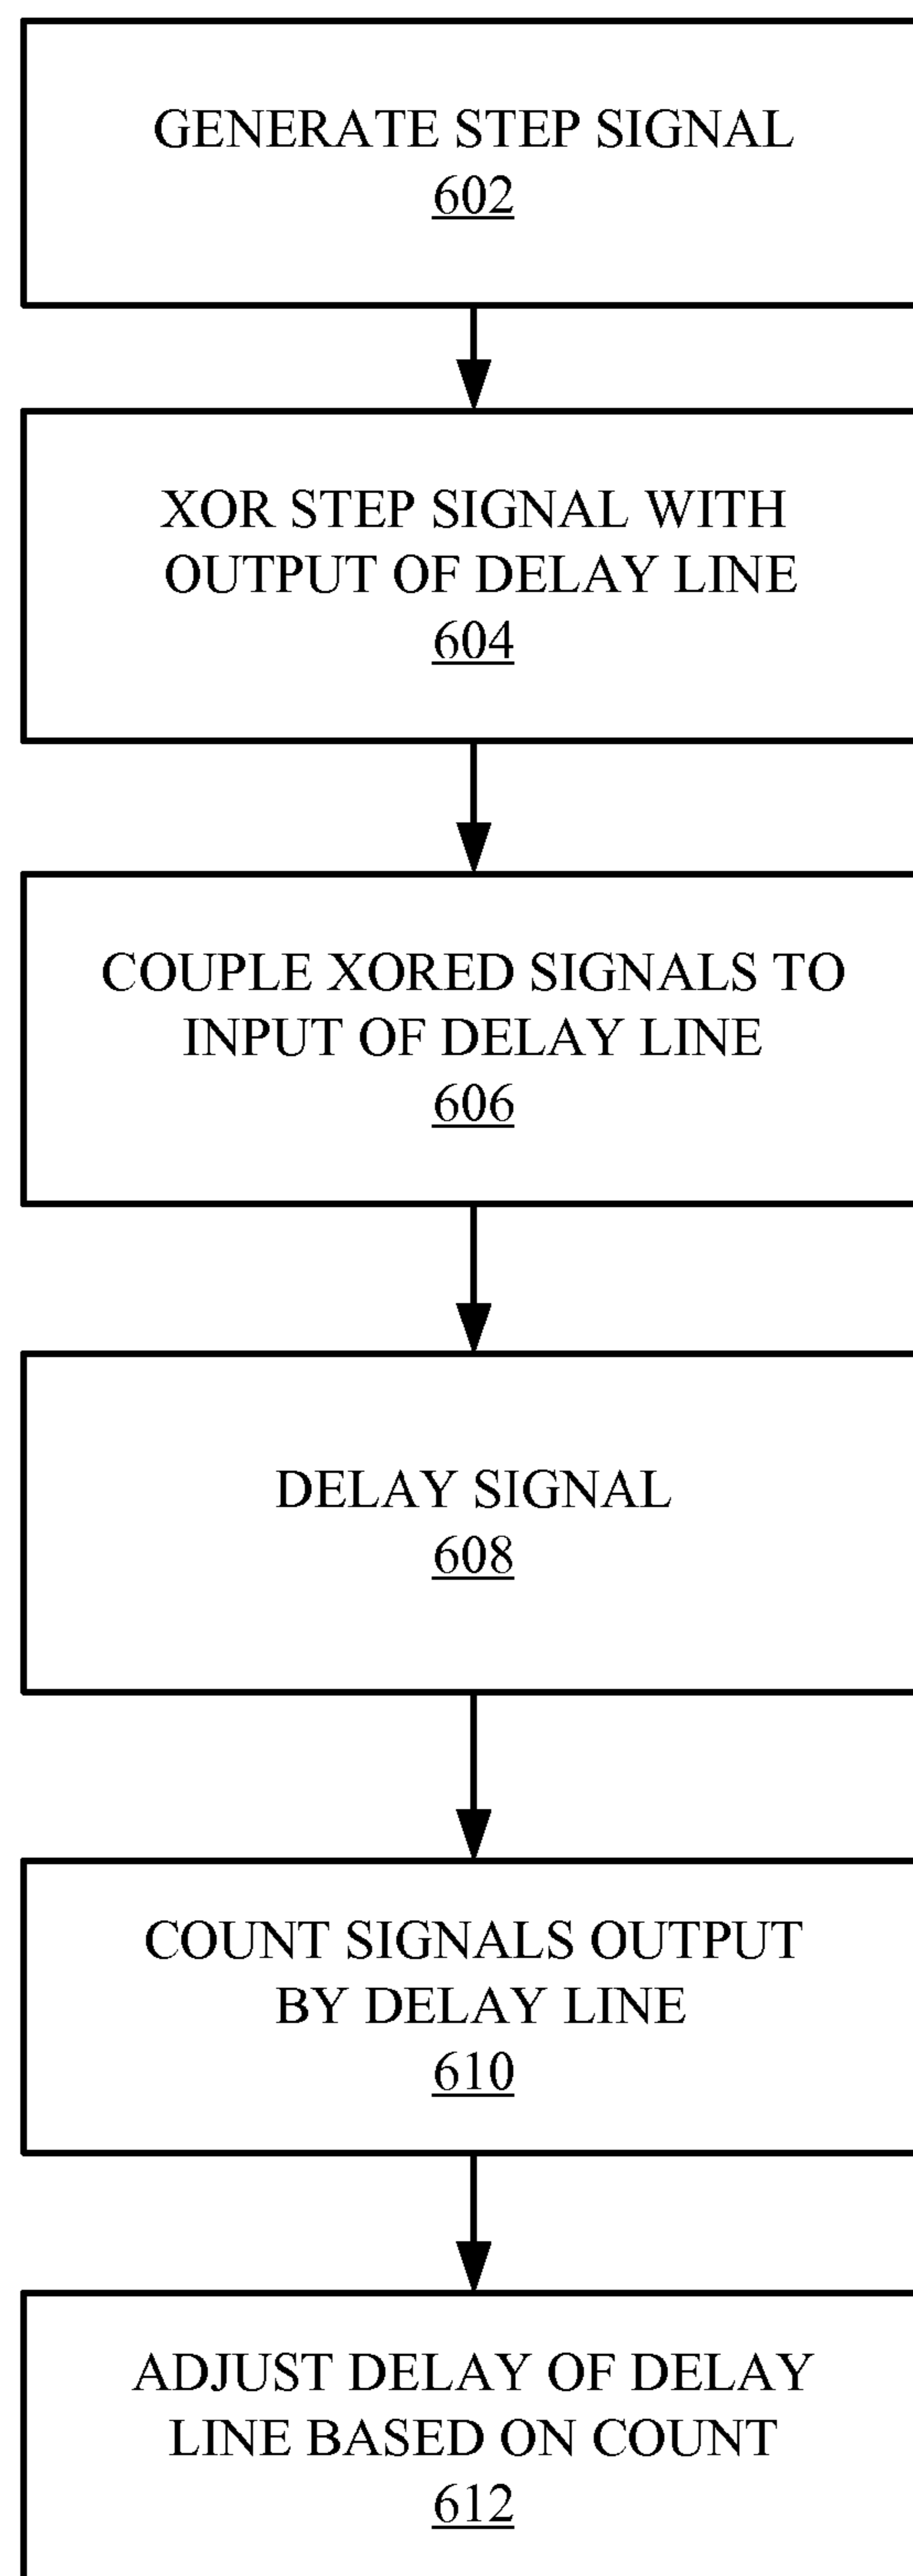 GENERATE STEP SIGNAL
602
XOR STEP SIGNAL WITH
OUTPUT OF DELAY LINE
604
COUPLE XORED SIGNALS TO
INPUT OF DELAY LINE
606
DELAY SIGNAL
608
COUNT SIGNALS OUTPUT
BY DELAY LINE
610
ADJUST DELAY OF DELAY
LINE BASED ON COUNT
612